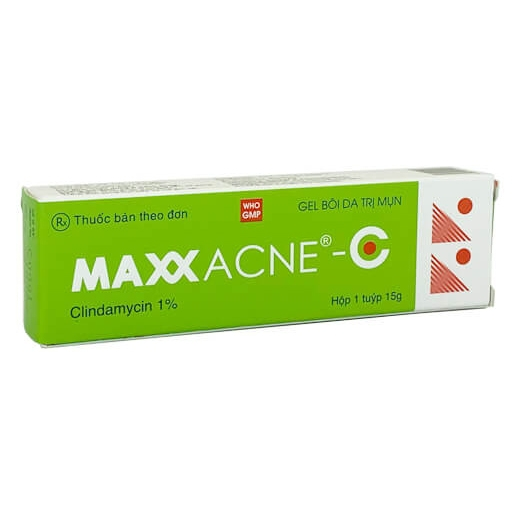 Rx Thuốc bán theo đơn
WHO
GMP
GEL BÔI DA TRỊ MỤN
MAXXACNE®-C
Clindamycin 1%
Hộp 1 tuýp 15g